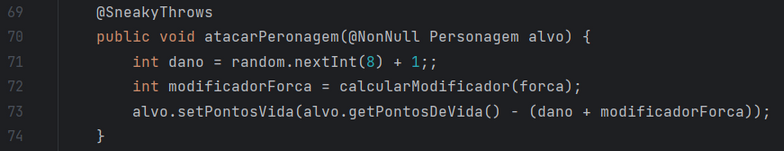 69 @SneakyThrows
70 public void atacarPeronagem(@NonNull Personagem alvo) {
71 int dano = random.nextInt(8) + 1;;
72 int modificadorForca = calcularModificador(forca);
73 alvo.setPontosVida(alvo.getPontosDeVida() - (dano + modificadorForca));
74 }